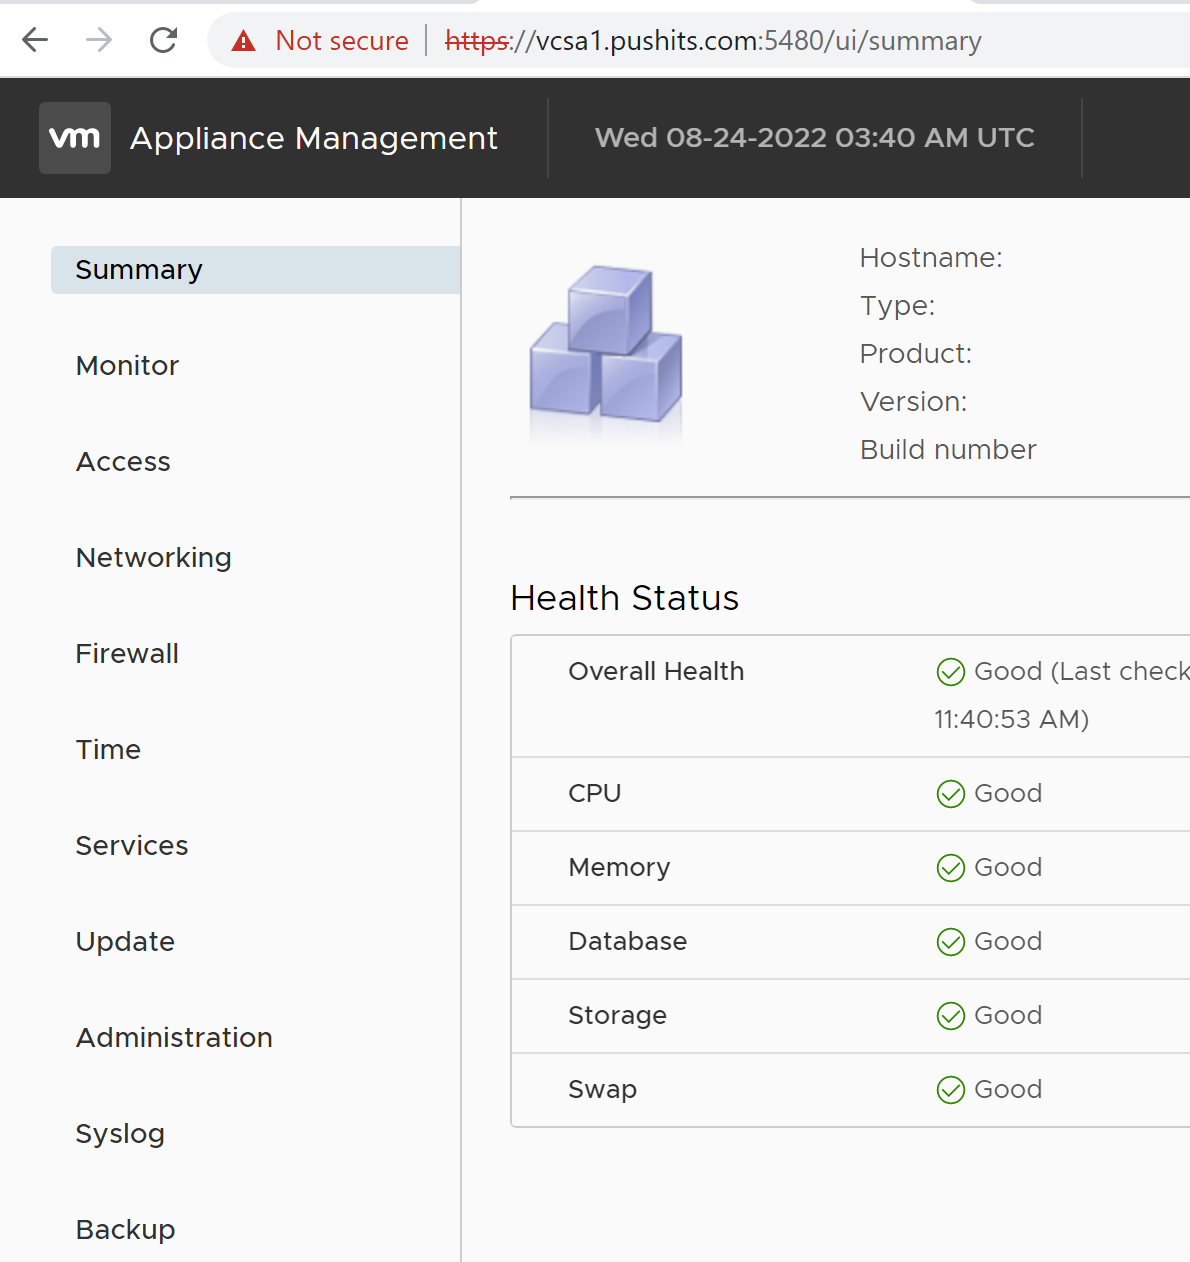 Not secure | https://vcsa1.pushits.com:5480/ui/summary
vm Appliance Management Wed 08-24-2022 03:40 AM UTC
Summary
Monitor
Access
Networking
Firewall
Time
Services
Update
Administration
Syslog
Backup
Hostname:
Type:
Product:
Version:
Build number
Health Status
Overall Health Good (Last check
11:40:53 AM)
CPU Good
Memory Good
Database Good
Storage Good
Swap Good